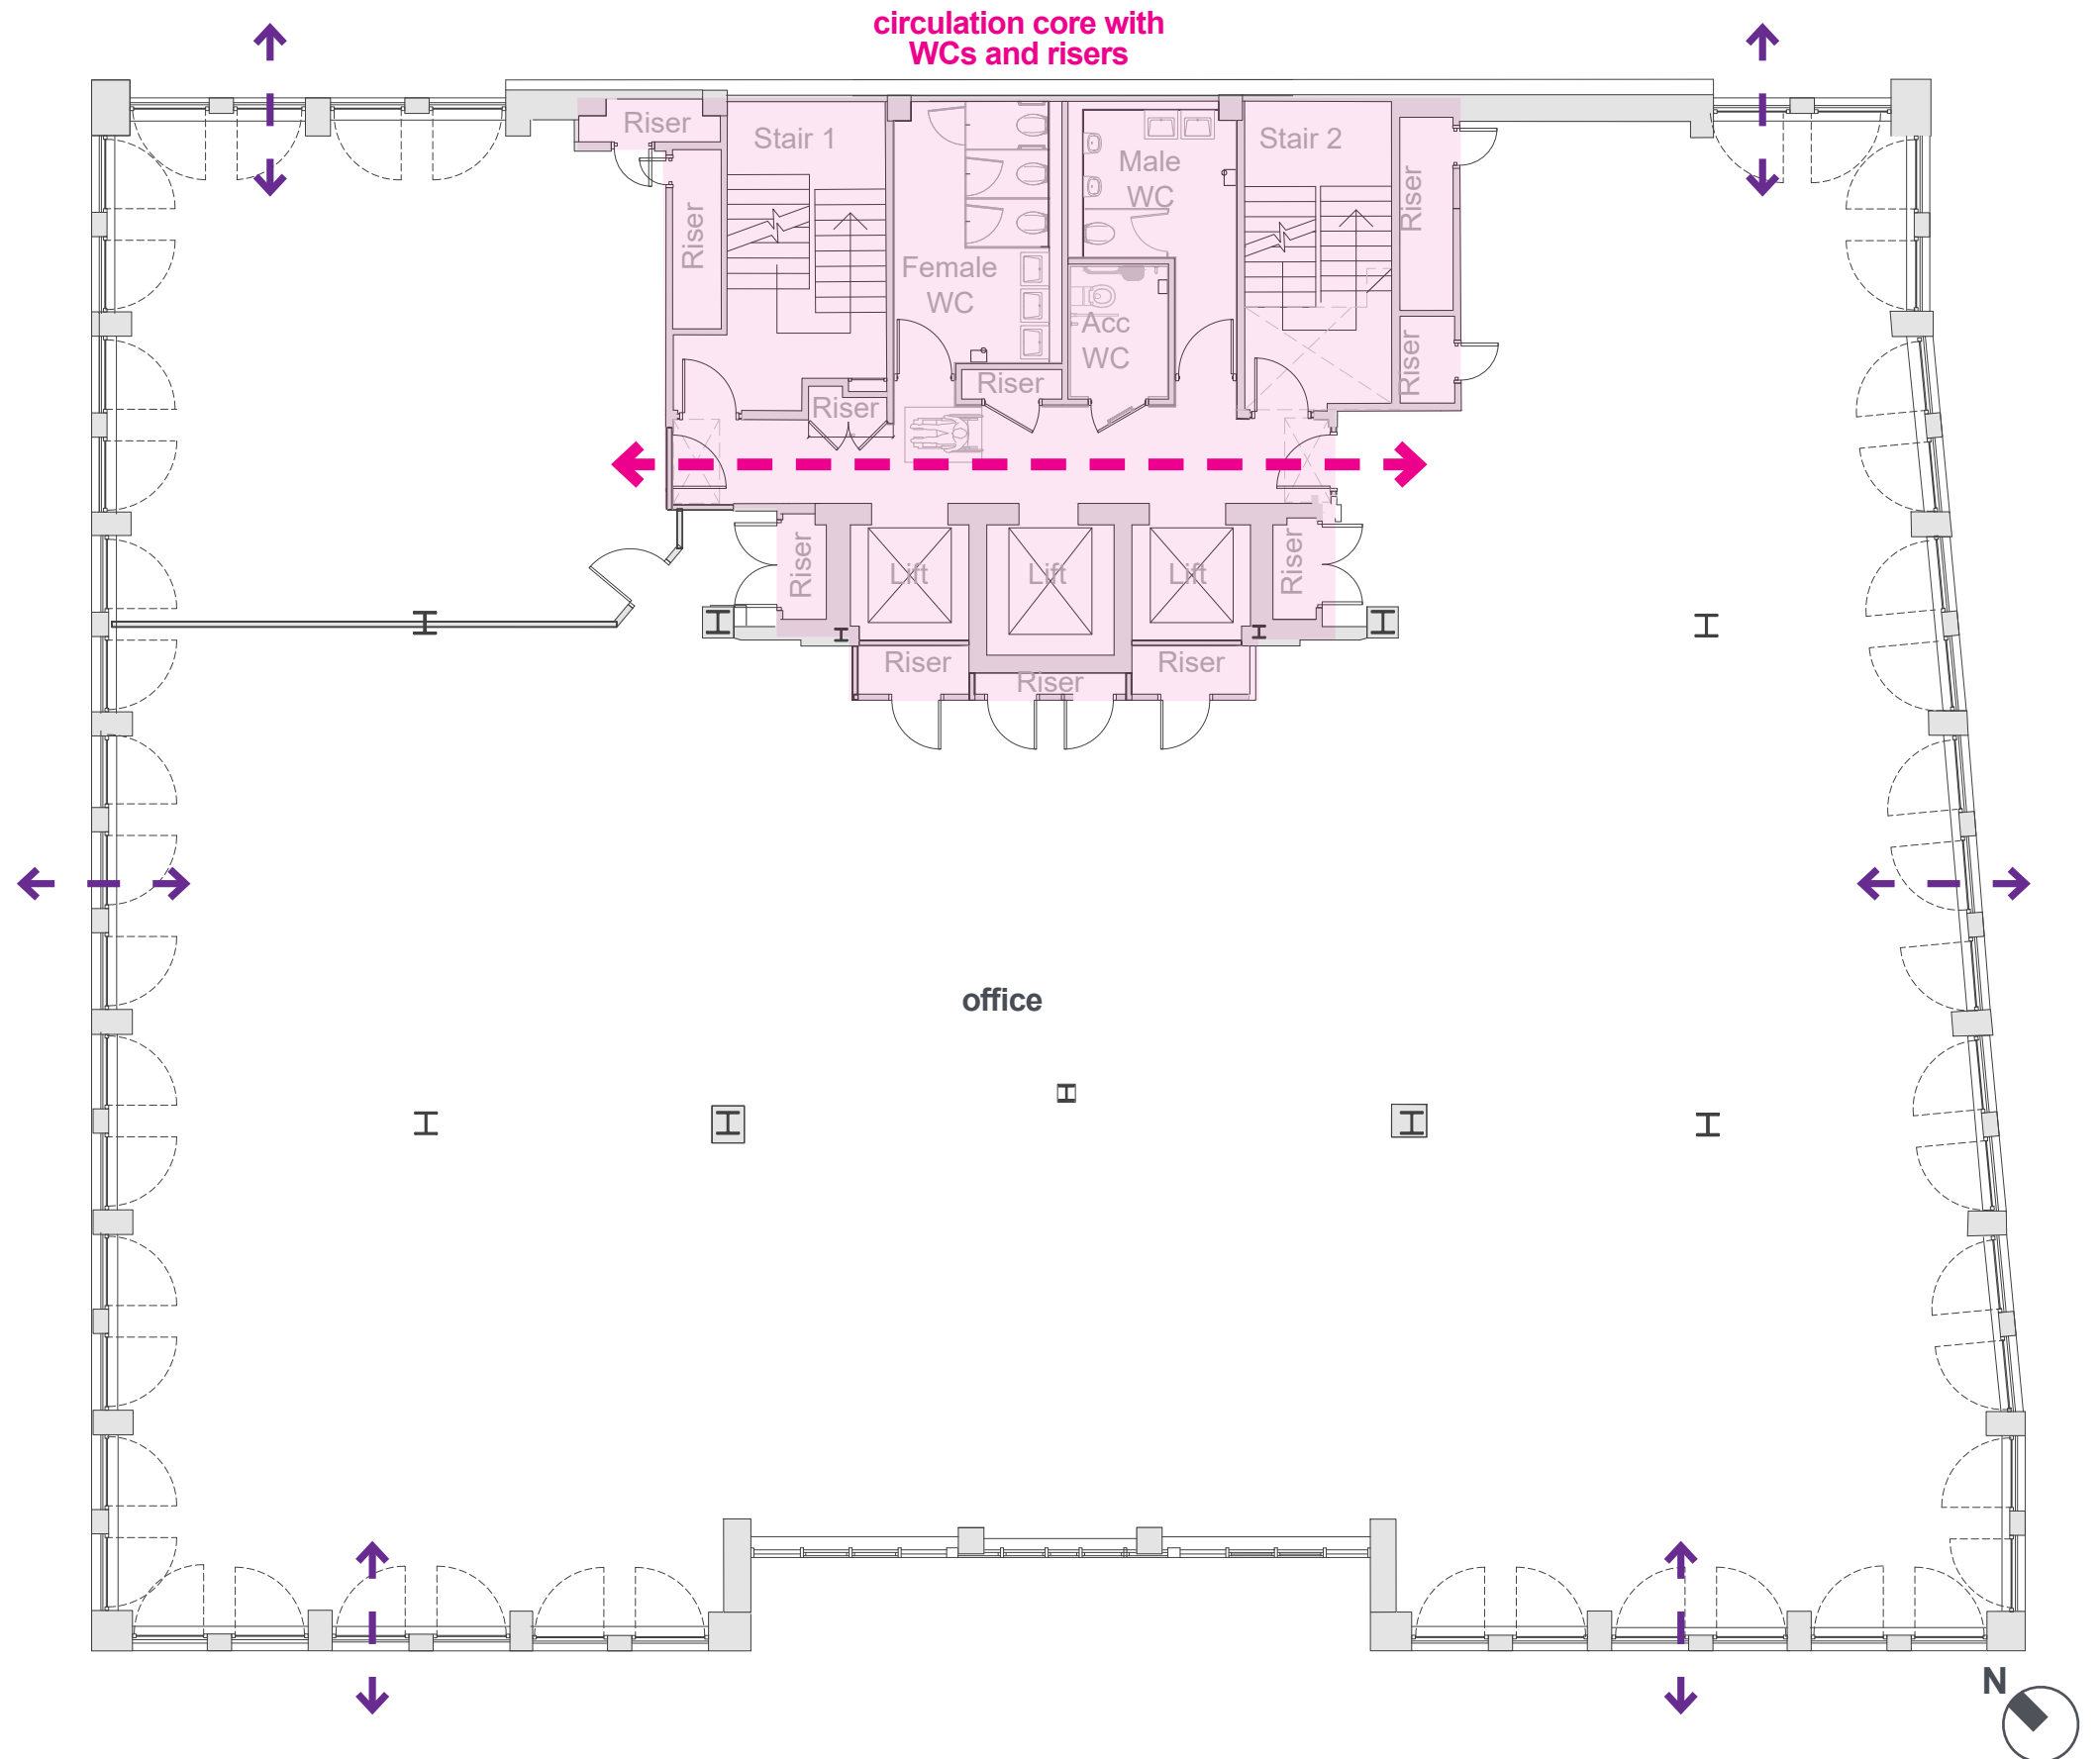 circulation core with
WCs and risers
Riser
Stair 1
Stair 2
Male
WC
Riser
Riser
Female
WC
Acc
WC
Riser
Riser
Riser
Riser
Lift
Lift
Lift
Riser
Riser
Riser
Riser
office
N